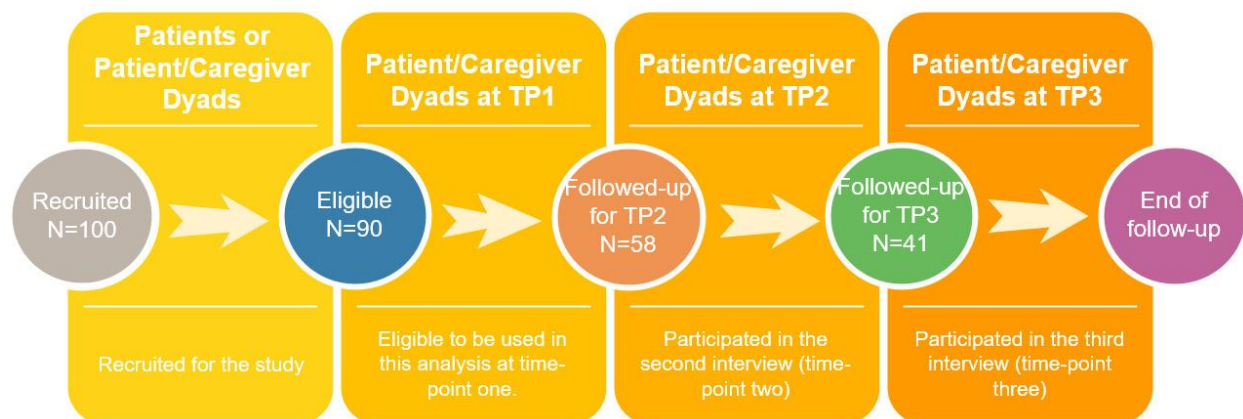 Patients or
Patient/Caregiver
Dyads
Recruited
N=100
Recruited for the study
Patient/Caregiver
Dyads at TP1
Eligible
N=90
Eligible to be used in
this analysis at time-
point one.
Patient/Caregiver
Dyads at TP2
Followed-up
for TP2
N=58
Participated in the
second interview (time-
point two)
Patient/Caregiver
Dyads at TP3
Followed-up
for TP3
N=41
Participated in the third
interview (time-point
three)
End of
follow-up